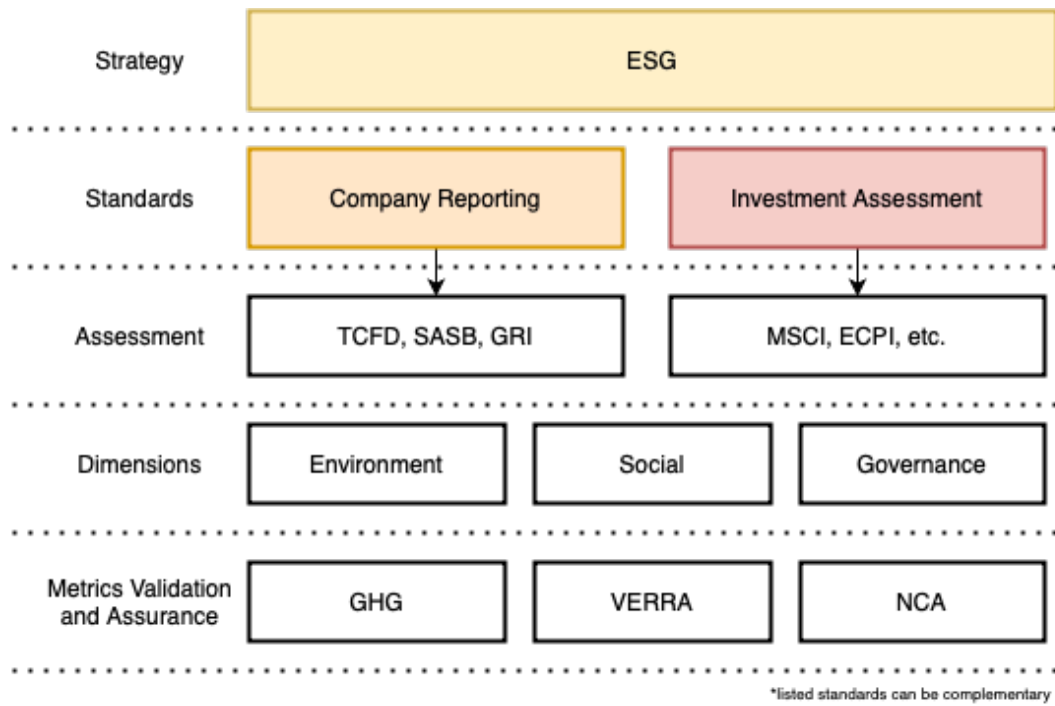 Strategy
ESG
Standards
Company Reporting
Investment Assessment
Assessment
TCFD, SASB, GRI
MSCI, ECPI, etc.
Dimensions
Environment
Social
Governance
Metrics Validation
and Assurance
GHG
VERRA
NCA
*listed standards can be complementary